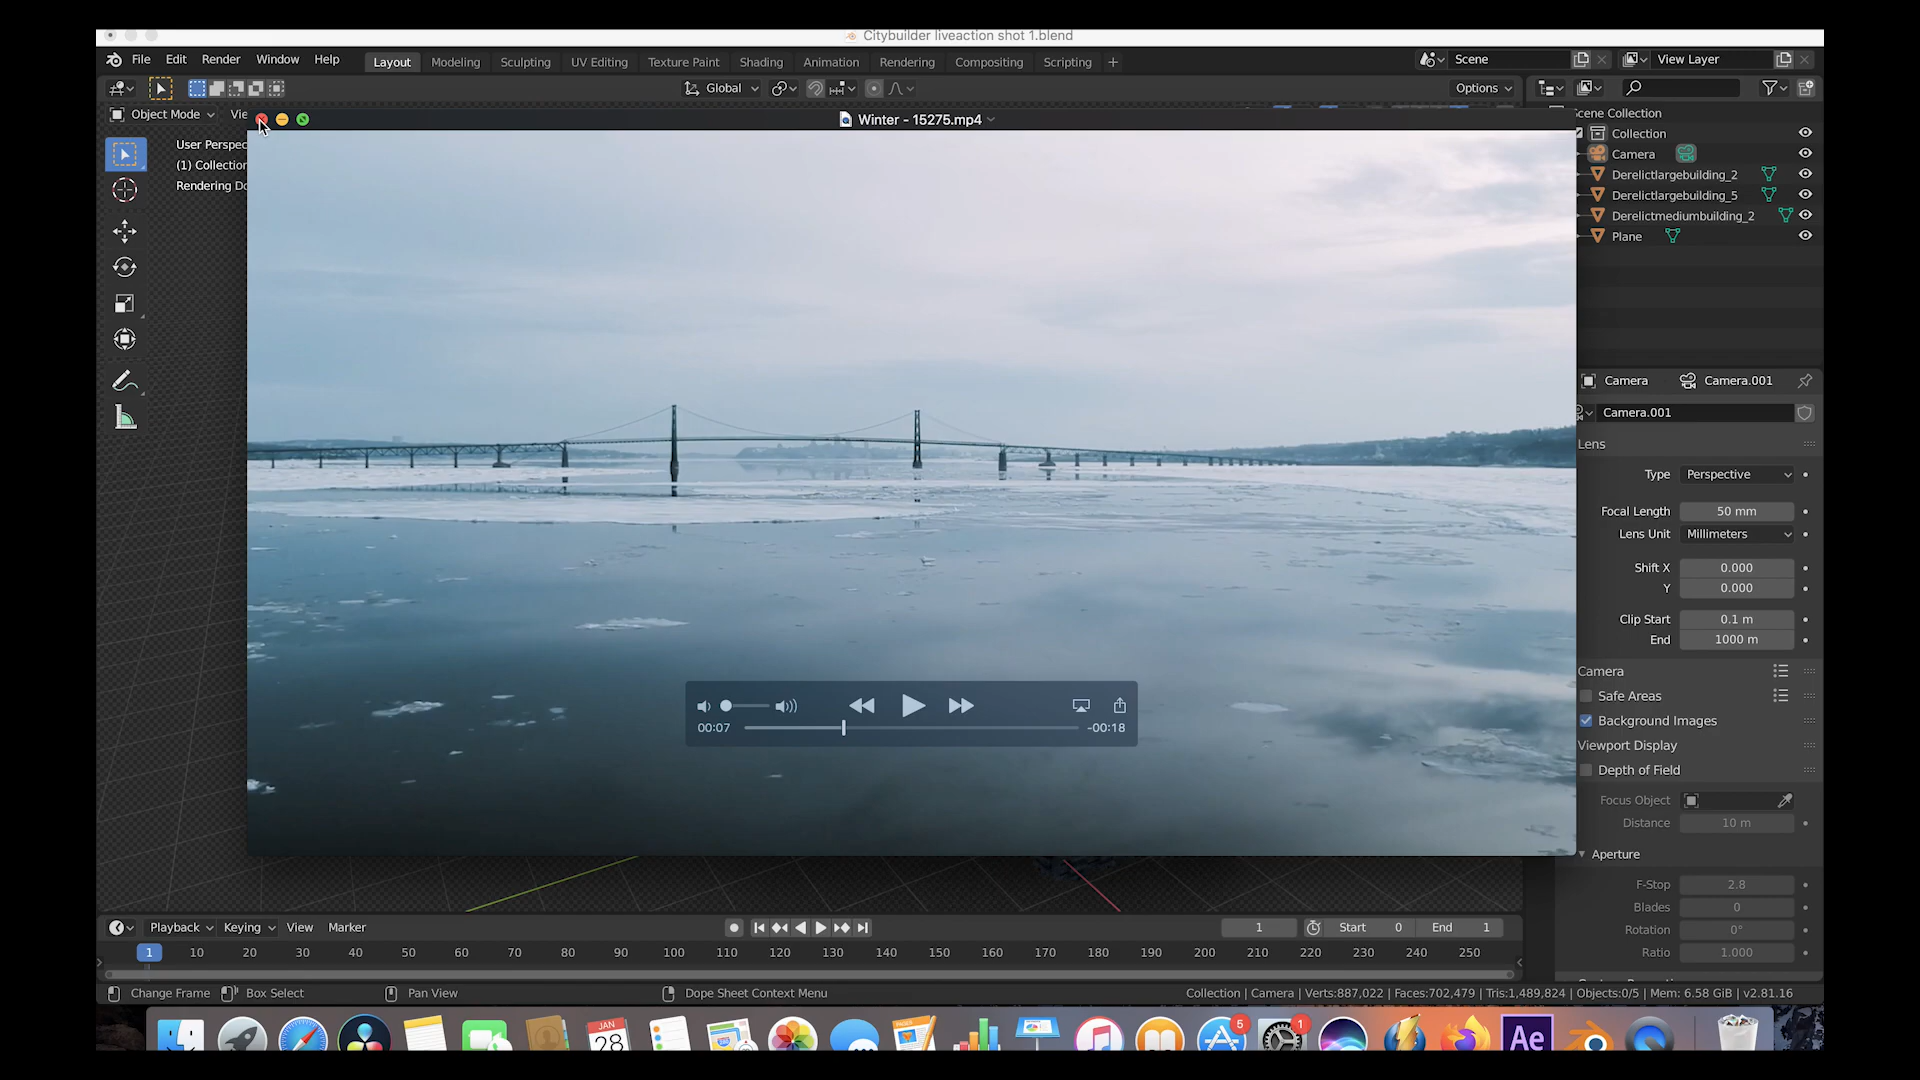 Citybuilder liveaction shot 1.blend
File Edit Render Window Help Layout Modeling Sculpting UV Editing Texture Paint Shading Animation Rendering Compositing Scripting + Scene View Layer
Global Options
Object Mode Vie
Winter - 15275.mp4
User Perspec
(1) Collection
Rendering Do
Scene Collection
Collection
Camera
Derelictlargebuilding_2
Derelictlargebuilding_5
Derelictmediumbuilding_2
Plane
Camera Camera.001
Camera.001
Lens
Type Perspective
Focal Length 50 mm
Lens Unit Millimeters
Shift X 0.000
Y 0.000
Clip Start 0.1 m
End 1000 m
Camera
Safe Areas
Background Images
Viewport Display
Depth of Field
Focus Object
Distance 10 m
Aperture
F-Stop 2.8
Blades 0
Rotation 0°
Ratio 1.000
00:07 -00:18
Playback Keying View Marker 1 Start 0 End 1
1 10 20 30 40 50 60 70 80 90 100 110 120 130 140 150 160 170 180 190 200 210 220 230 240 250
Change Frame Box Select Pan View Dope Sheet Context Menu Collection | Camera | Verts:887,022 | Faces:702,479 | Tris:1,489,824 | Objects:0/5 | Mem: 6.58 GiB | v2.81.16
JAN
28
5
1
Ae